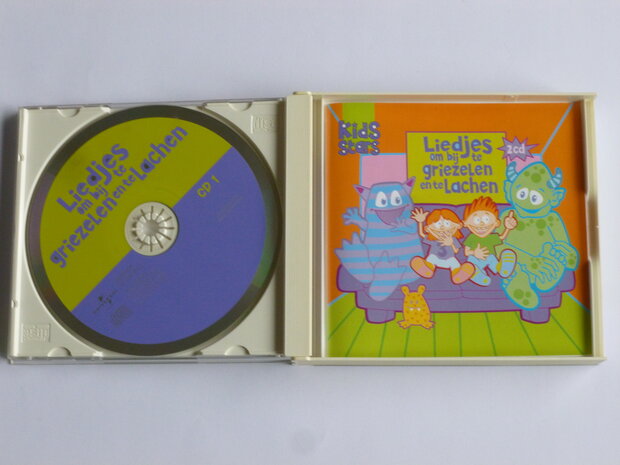 Liedjes
om bij te
griezelen
en te Lachen
CD 1
Kids
stars
Liedjes
om bij te
griezelen
en te Lachen
2cd